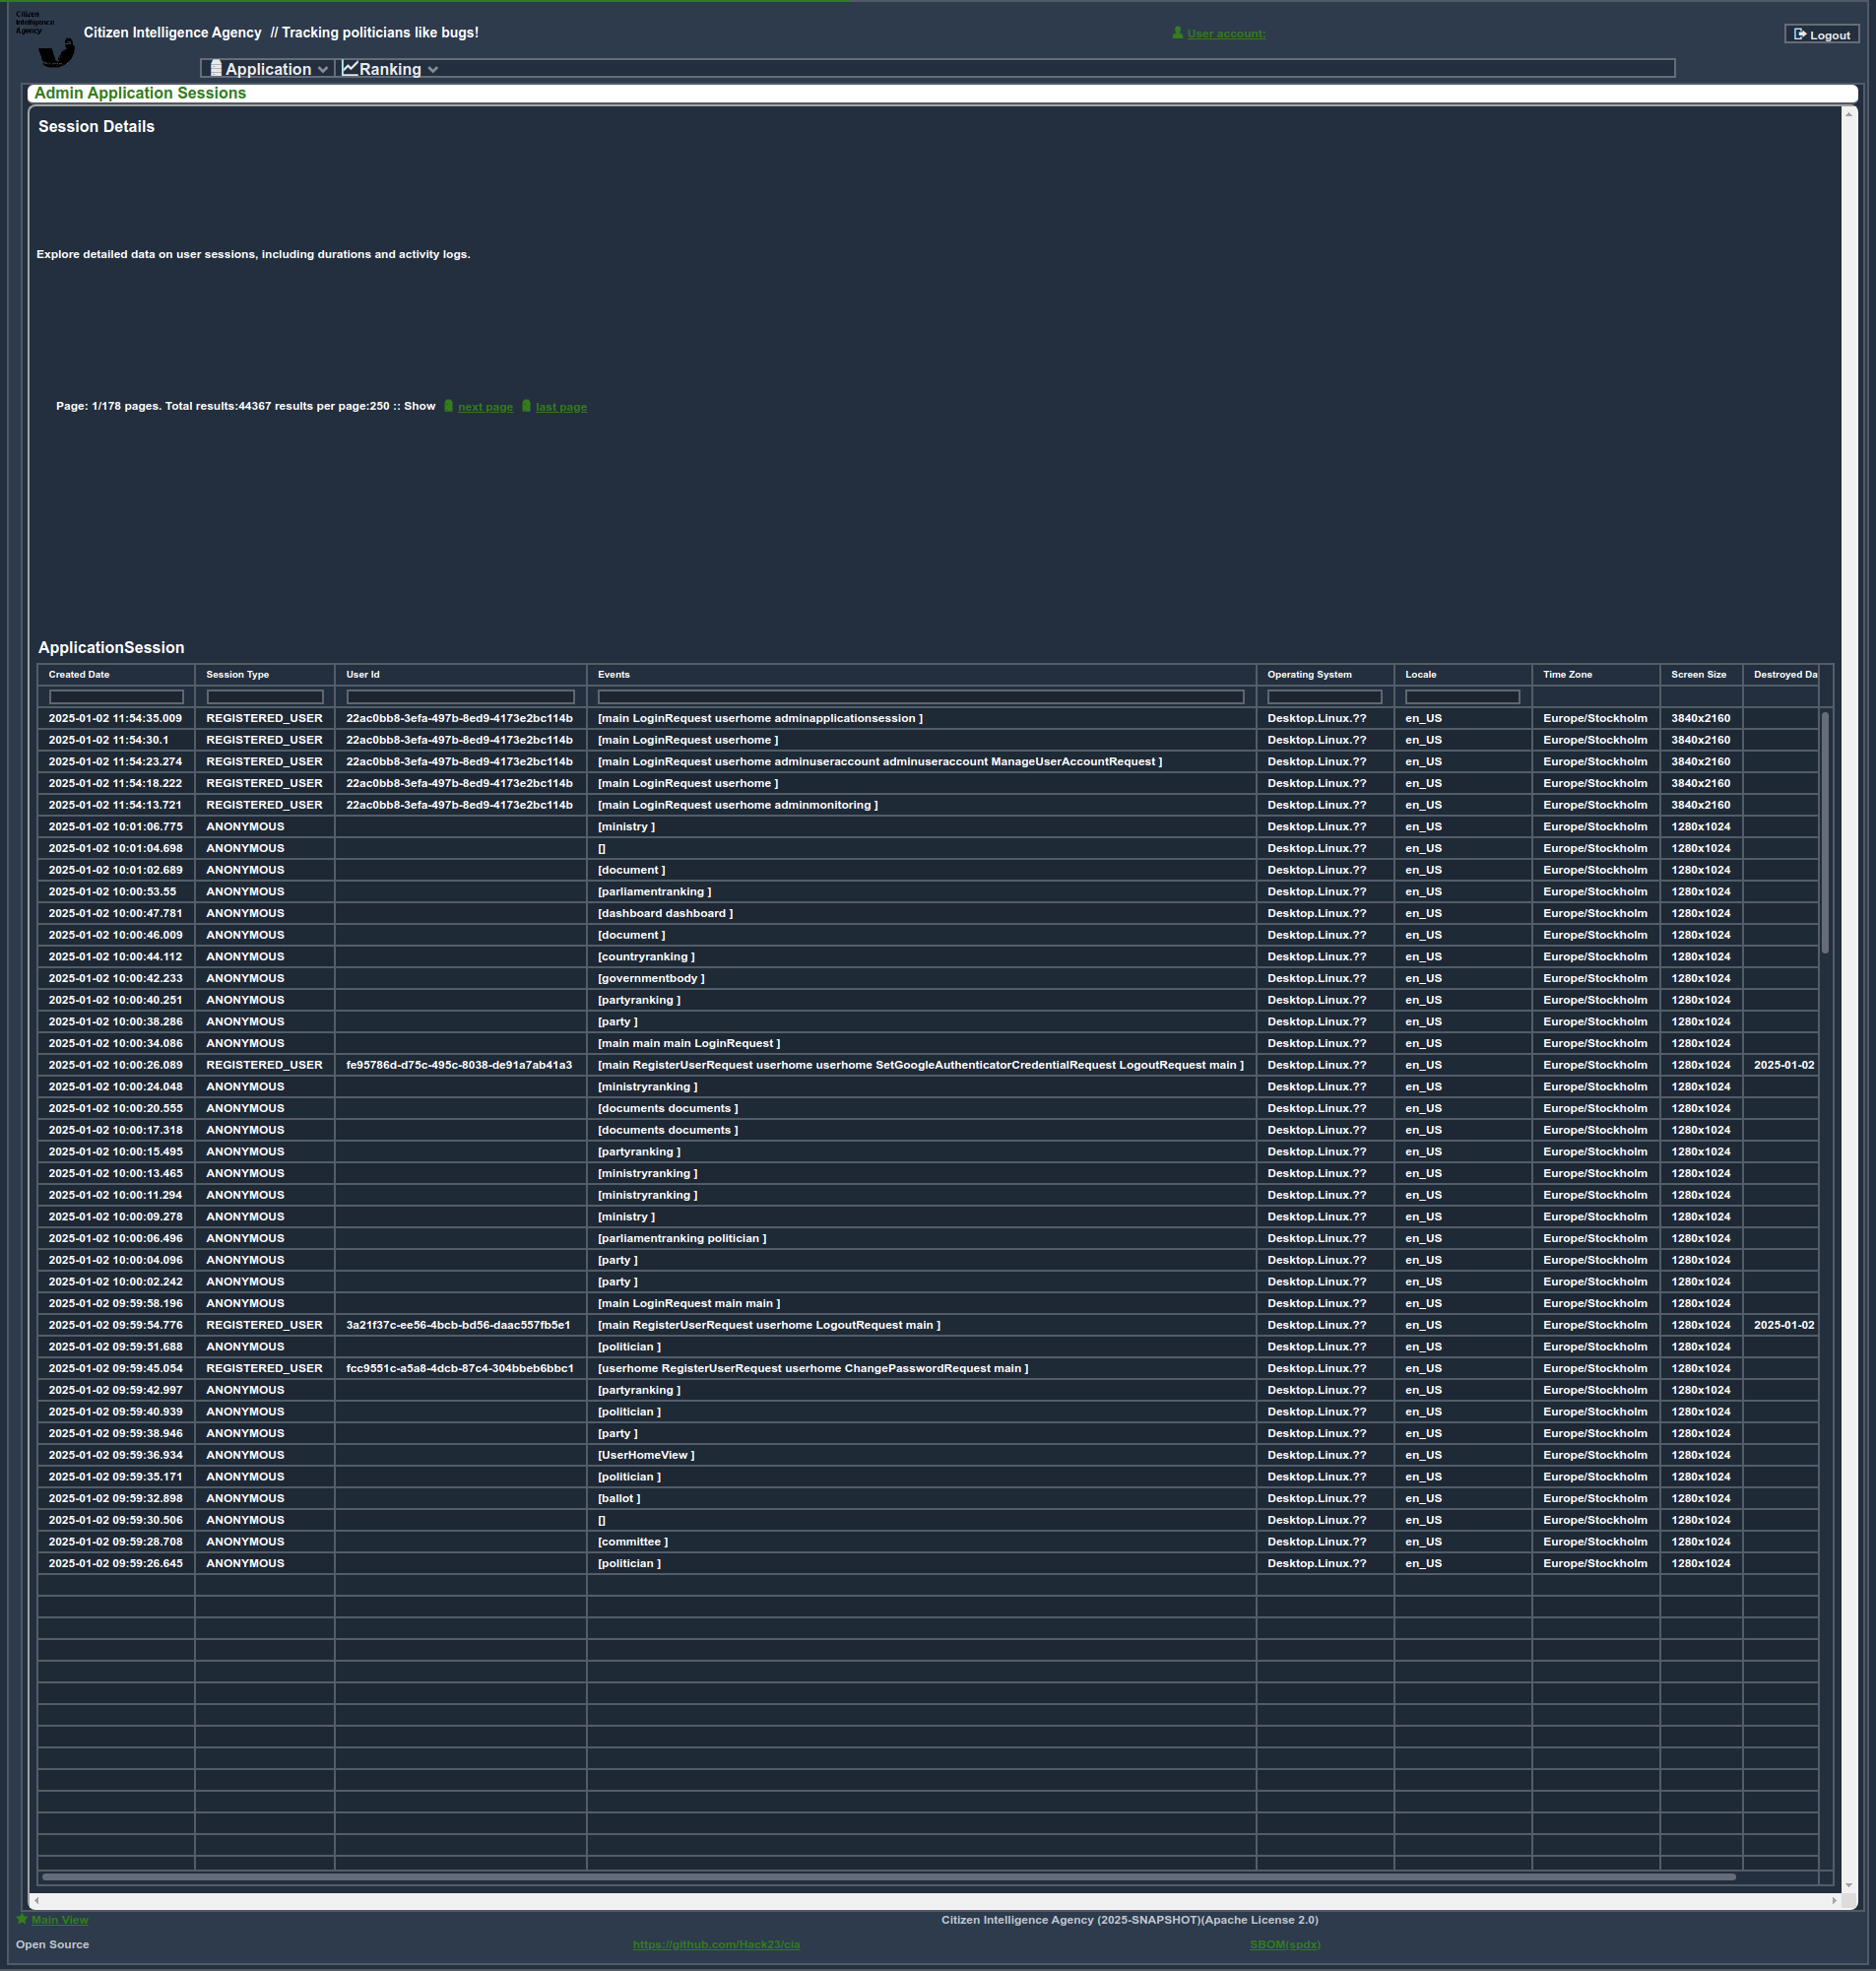 Citizen
Intelligence
Agency
Citizen Intelligence Agency // Tracking politicians like bugs!
User account:
Logout
Application Ranking
Admin Application Sessions
Session Details
Explore detailed data on user sessions, including durations and activity logs.
Page: 1/178 pages. Total results:44367 results per page:250 :: Show next page last page
ApplicationSession
Created Date Session Type User Id Events Operating System Locale Time Zone Screen Size Destroyed Da
2025-01-02 11:54:35.009 REGISTERED_USER 22ac0bb8-3efa-497b-8ed9-4173e2bc114b [main LoginRequest userhome adminapplicationsession ] Desktop.Linux.?? en_US Europe/Stockholm 3840x2160
2025-01-02 11:54:30.1 REGISTERED_USER 22ac0bb8-3efa-497b-8ed9-4173e2bc114b [main LoginRequest userhome ] Desktop.Linux.?? en_US Europe/Stockholm 3840x2160
2025-01-02 11:54:23.274 REGISTERED_USER 22ac0bb8-3efa-497b-8ed9-4173e2bc114b [main LoginRequest userhome adminuseraccount adminuseraccount ManageUserAccountRequest ] Desktop.Linux.?? en_US Europe/Stockholm 3840x2160
2025-01-02 11:54:18.222 REGISTERED_USER 22ac0bb8-3efa-497b-8ed9-4173e2bc114b [main LoginRequest userhome ] Desktop.Linux.?? en_US Europe/Stockholm 3840x2160
2025-01-02 11:54:13.721 REGISTERED_USER 22ac0bb8-3efa-497b-8ed9-4173e2bc114b [main LoginRequest userhome adminmonitoring ] Desktop.Linux.?? en_US Europe/Stockholm 3840x2160
2025-01-02 10:01:06.775 ANONYMOUS [ministry ] Desktop.Linux.?? en_US Europe/Stockholm 1280x1024
2025-01-02 10:01:04.698 ANONYMOUS [] Desktop.Linux.?? en_US Europe/Stockholm 1280x1024
2025-01-02 10:01:02.689 ANONYMOUS [document ] Desktop.Linux.?? en_US Europe/Stockholm 1280x1024
2025-01-02 10:00:53.55 ANONYMOUS [parliamentranking ] Desktop.Linux.?? en_US Europe/Stockholm 1280x1024
2025-01-02 10:00:47.781 ANONYMOUS [dashboard dashboard ] Desktop.Linux.?? en_US Europe/Stockholm 1280x1024
2025-01-02 10:00:46.009 ANONYMOUS [document ] Desktop.Linux.?? en_US Europe/Stockholm 1280x1024
2025-01-02 10:00:44.112 ANONYMOUS [countryranking ] Desktop.Linux.?? en_US Europe/Stockholm 1280x1024
2025-01-02 10:00:42.233 ANONYMOUS [governmentbody ] Desktop.Linux.?? en_US Europe/Stockholm 1280x1024
2025-01-02 10:00:40.251 ANONYMOUS [partyranking ] Desktop.Linux.?? en_US Europe/Stockholm 1280x1024
2025-01-02 10:00:38.286 ANONYMOUS [party ] Desktop.Linux.?? en_US Europe/Stockholm 1280x1024
2025-01-02 10:00:34.086 ANONYMOUS [main main main LoginRequest ] Desktop.Linux.?? en_US Europe/Stockholm 1280x1024
2025-01-02 10:00:26.089 REGISTERED_USER fe95786d-d75c-495c-8038-de91a7ab41a3 [main RegisterUserRequest userhome userhome SetGoogleAuthenticatorCredentialRequest LogoutRequest main ] Desktop.Linux.?? en_US Europe/Stockholm 1280x1024 2025-01-02
2025-01-02 10:00:24.048 ANONYMOUS [ministryranking ] Desktop.Linux.?? en_US Europe/Stockholm 1280x1024
2025-01-02 10:00:20.555 ANONYMOUS [documents documents ] Desktop.Linux.?? en_US Europe/Stockholm 1280x1024
2025-01-02 10:00:17.318 ANONYMOUS [documents documents ] Desktop.Linux.?? en_US Europe/Stockholm 1280x1024
2025-01-02 10:00:15.495 ANONYMOUS [partyranking ] Desktop.Linux.?? en_US Europe/Stockholm 1280x1024
2025-01-02 10:00:13.465 ANONYMOUS [ministryranking ] Desktop.Linux.?? en_US Europe/Stockholm 1280x1024
2025-01-02 10:00:11.294 ANONYMOUS [ministryranking ] Desktop.Linux.?? en_US Europe/Stockholm 1280x1024
2025-01-02 10:00:09.278 ANONYMOUS [ministry ] Desktop.Linux.?? en_US Europe/Stockholm 1280x1024
2025-01-02 10:00:06.496 ANONYMOUS [parliamentranking politician ] Desktop.Linux.?? en_US Europe/Stockholm 1280x1024
2025-01-02 10:00:04.096 ANONYMOUS [party ] Desktop.Linux.?? en_US Europe/Stockholm 1280x1024
2025-01-02 10:00:02.242 ANONYMOUS [party ] Desktop.Linux.?? en_US Europe/Stockholm 1280x1024
2025-01-02 09:59:58.196 ANONYMOUS [main LoginRequest main main ] Desktop.Linux.?? en_US Europe/Stockholm 1280x1024
2025-01-02 09:59:54.776 REGISTERED_USER 3a21f37c-ee56-4bcb-bd56-daac557fb5e1 [main RegisterUserRequest userhome LogoutRequest main ] Desktop.Linux.?? en_US Europe/Stockholm 1280x1024 2025-01-02
2025-01-02 09:59:51.688 ANONYMOUS [politician ] Desktop.Linux.?? en_US Europe/Stockholm 1280x1024
2025-01-02 09:59:45.054 REGISTERED_USER fcc9551c-a5a8-4dcb-87c4-304bbeb6bbc1 [userhome RegisterUserRequest userhome ChangePasswordRequest main ] Desktop.Linux.?? en_US Europe/Stockholm 1280x1024
2025-01-02 09:59:42.997 ANONYMOUS [partyranking ] Desktop.Linux.?? en_US Europe/Stockholm 1280x1024
2025-01-02 09:59:40.939 ANONYMOUS [politician ] Desktop.Linux.?? en_US Europe/Stockholm 1280x1024
2025-01-02 09:59:38.946 ANONYMOUS [party ] Desktop.Linux.?? en_US Europe/Stockholm 1280x1024
2025-01-02 09:59:36.934 ANONYMOUS [UserHomeView ] Desktop.Linux.?? en_US Europe/Stockholm 1280x1024
2025-01-02 09:59:35.171 ANONYMOUS [politician ] Desktop.Linux.?? en_US Europe/Stockholm 1280x1024
2025-01-02 09:59:32.898 ANONYMOUS [ballot ] Desktop.Linux.?? en_US Europe/Stockholm 1280x1024
2025-01-02 09:59:30.506 ANONYMOUS [] Desktop.Linux.?? en_US Europe/Stockholm 1280x1024
2025-01-02 09:59:28.708 ANONYMOUS [committee ] Desktop.Linux.?? en_US Europe/Stockholm 1280x1024
2025-01-02 09:59:26.645 ANONYMOUS [politician ] Desktop.Linux.?? en_US Europe/Stockholm 1280x1024
Main View Citizen Intelligence Agency (2025-SNAPSHOT)(Apache License 2.0)
Open Source https://github.com/Hack23/cia SBOM(spdx)